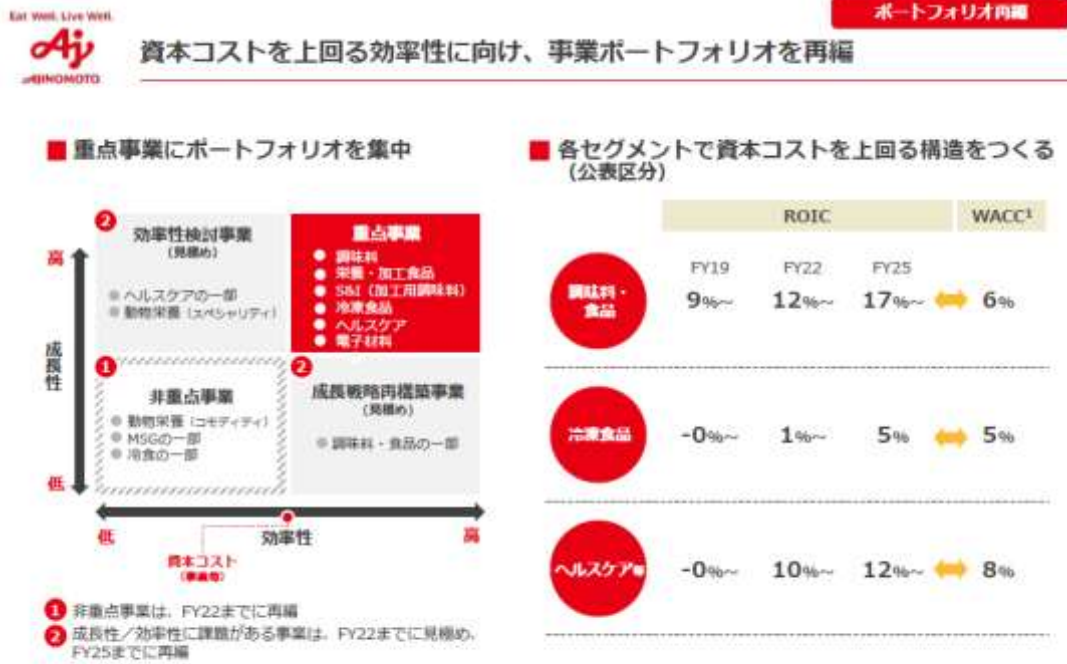 Eat Well, Live Well.
Aj
AJINOMOTO
ポートフォリオ再編
資本コストを上回る効率性に向け、事業ポートフォリオを再編
重点事業にポートフォリオを集中
高
成長性
低
2
効率性検討事業
(見極め)
ヘルスケアの一部
動物栄養（スペシャリティ）
重点事業
調味料
栄養・加工食品
S&I（加工用調味料）
冷凍食品
ヘルスケア
電子材料
1
非重点事業
動物栄養（コモディティ）
MSGの一部
冷食の一部
2
成長戦略再構築事業
(見極め)
調味料・食品の一部
低
効率性
高
資本コスト
(事業毎)
1 非重点事業は、FY22までに再編
2 成長性／効率性に課題がある事業は、FY22までに見極め、
FY25までに再編
各セグメントで資本コストを上回る構造をつくる
（公表区分）
ROIC WACC¹
FY19 FY22 FY25
調味料・
食品
9%～ 12%～ 17%～ 6%
冷凍食品
-0%～ 1%～ 5% 5%
ヘルスケア等
-0%～ 10%～ 12%～ 8%